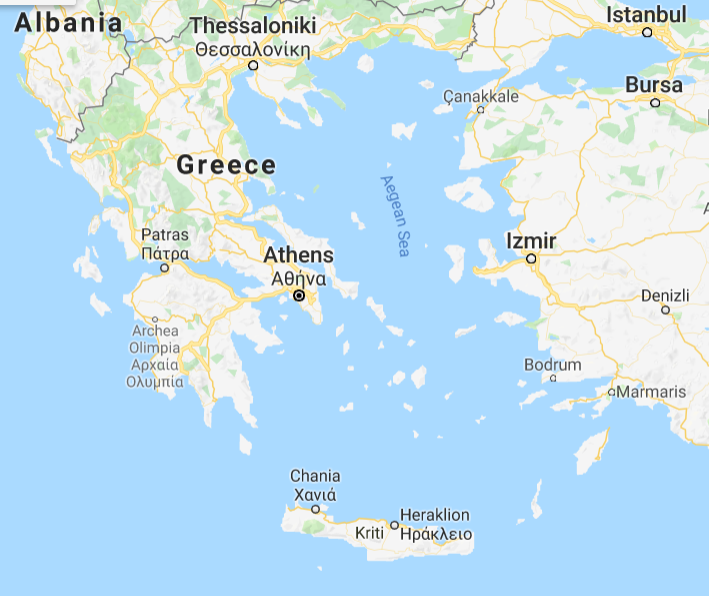 Albania
Thessaloniki
Θεσσαλονίκη
Istanbul
Bursa
Çanakkale
Greece
Aegean Sea
Patras
Πάτρα
Athens
Αθήνα
Izmir
Denizli
Archea
Olimpia
Αρχαία
Ολυμπία
Bodrum
Marmaris
Chania
Χανιά
Heraklion
Ηράκλειο
Kriti